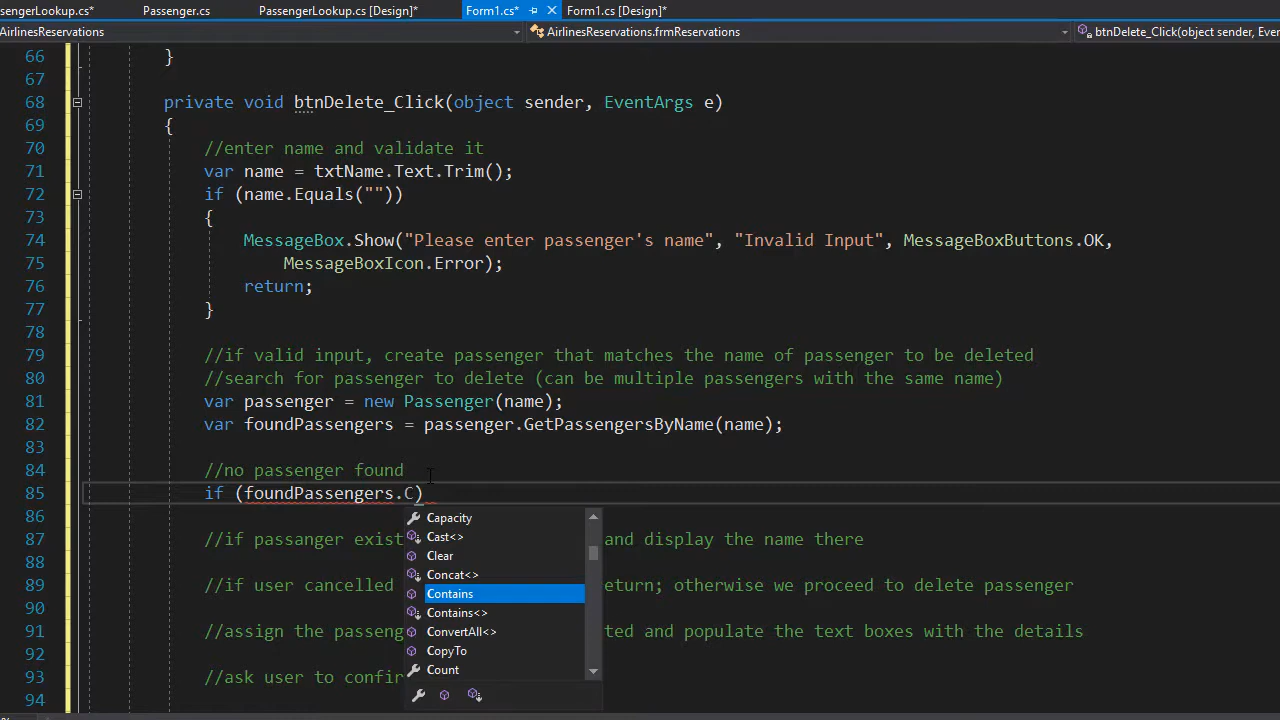 sengerLookup.cs* Passenger.cs PassengerLookup.cs [Design]* Form1.cs* Form1.cs [Design]*
AirlinesReservations AirlinesReservations.frmReservations btnDelete_Click(object sender, Ever
66 }
67
68 private void btnDelete_Click(object sender, EventArgs e)
69 {
70 //enter name and validate it
71 var name = txtName.Text.Trim();
72 if (name.Equals(""))
73 {
74 MessageBox.Show("Please enter passenger's name", "Invalid Input", MessageBoxButtons.OK,
75 MessageBoxIcon.Error);
76 return;
77 }
78
79 //if valid input, create passenger that matches the name of passenger to be deleted
80 //search for passenger to delete (can be multiple passengers with the same name)
81 var passenger = new Passenger(name);
82 var foundPassengers = passenger.GetPassengersByName(name);
83
84 //no passenger found
85 if (foundPassengers.C)
86
87 //if passanger exist and display the name there
88
89 //if user cancelled eturn; otherwise we proceed to delete passenger
90
91 //assign the passeng ted and populate the text boxes with the details
92
93 //ask user to confir
94
Capacity
Cast<>
Clear
Concat<>
Contains
Contains<>
ConvertAll<>
CopyTo
Count